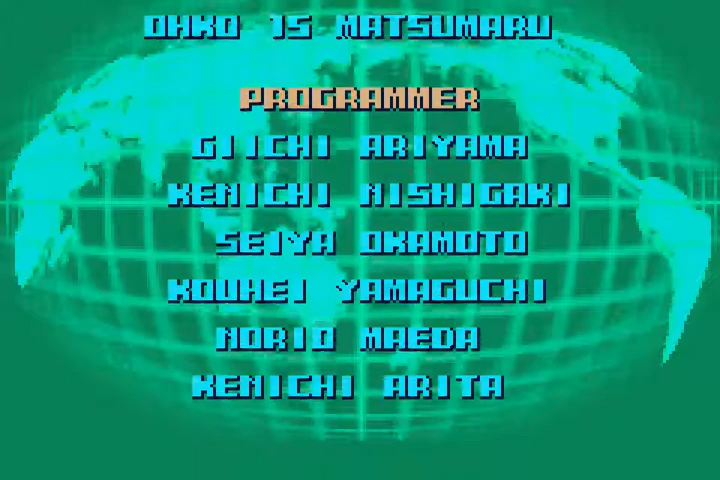 OHKO IS MATSUMARU
PROGRAMMER
GIICHI ARIYAMA
KENICHI NISHIGAKI
SEIYA OKAMOTO
KOUHEI YAMAGUCHI
NORIO MAEDA
KENICHI ARITA